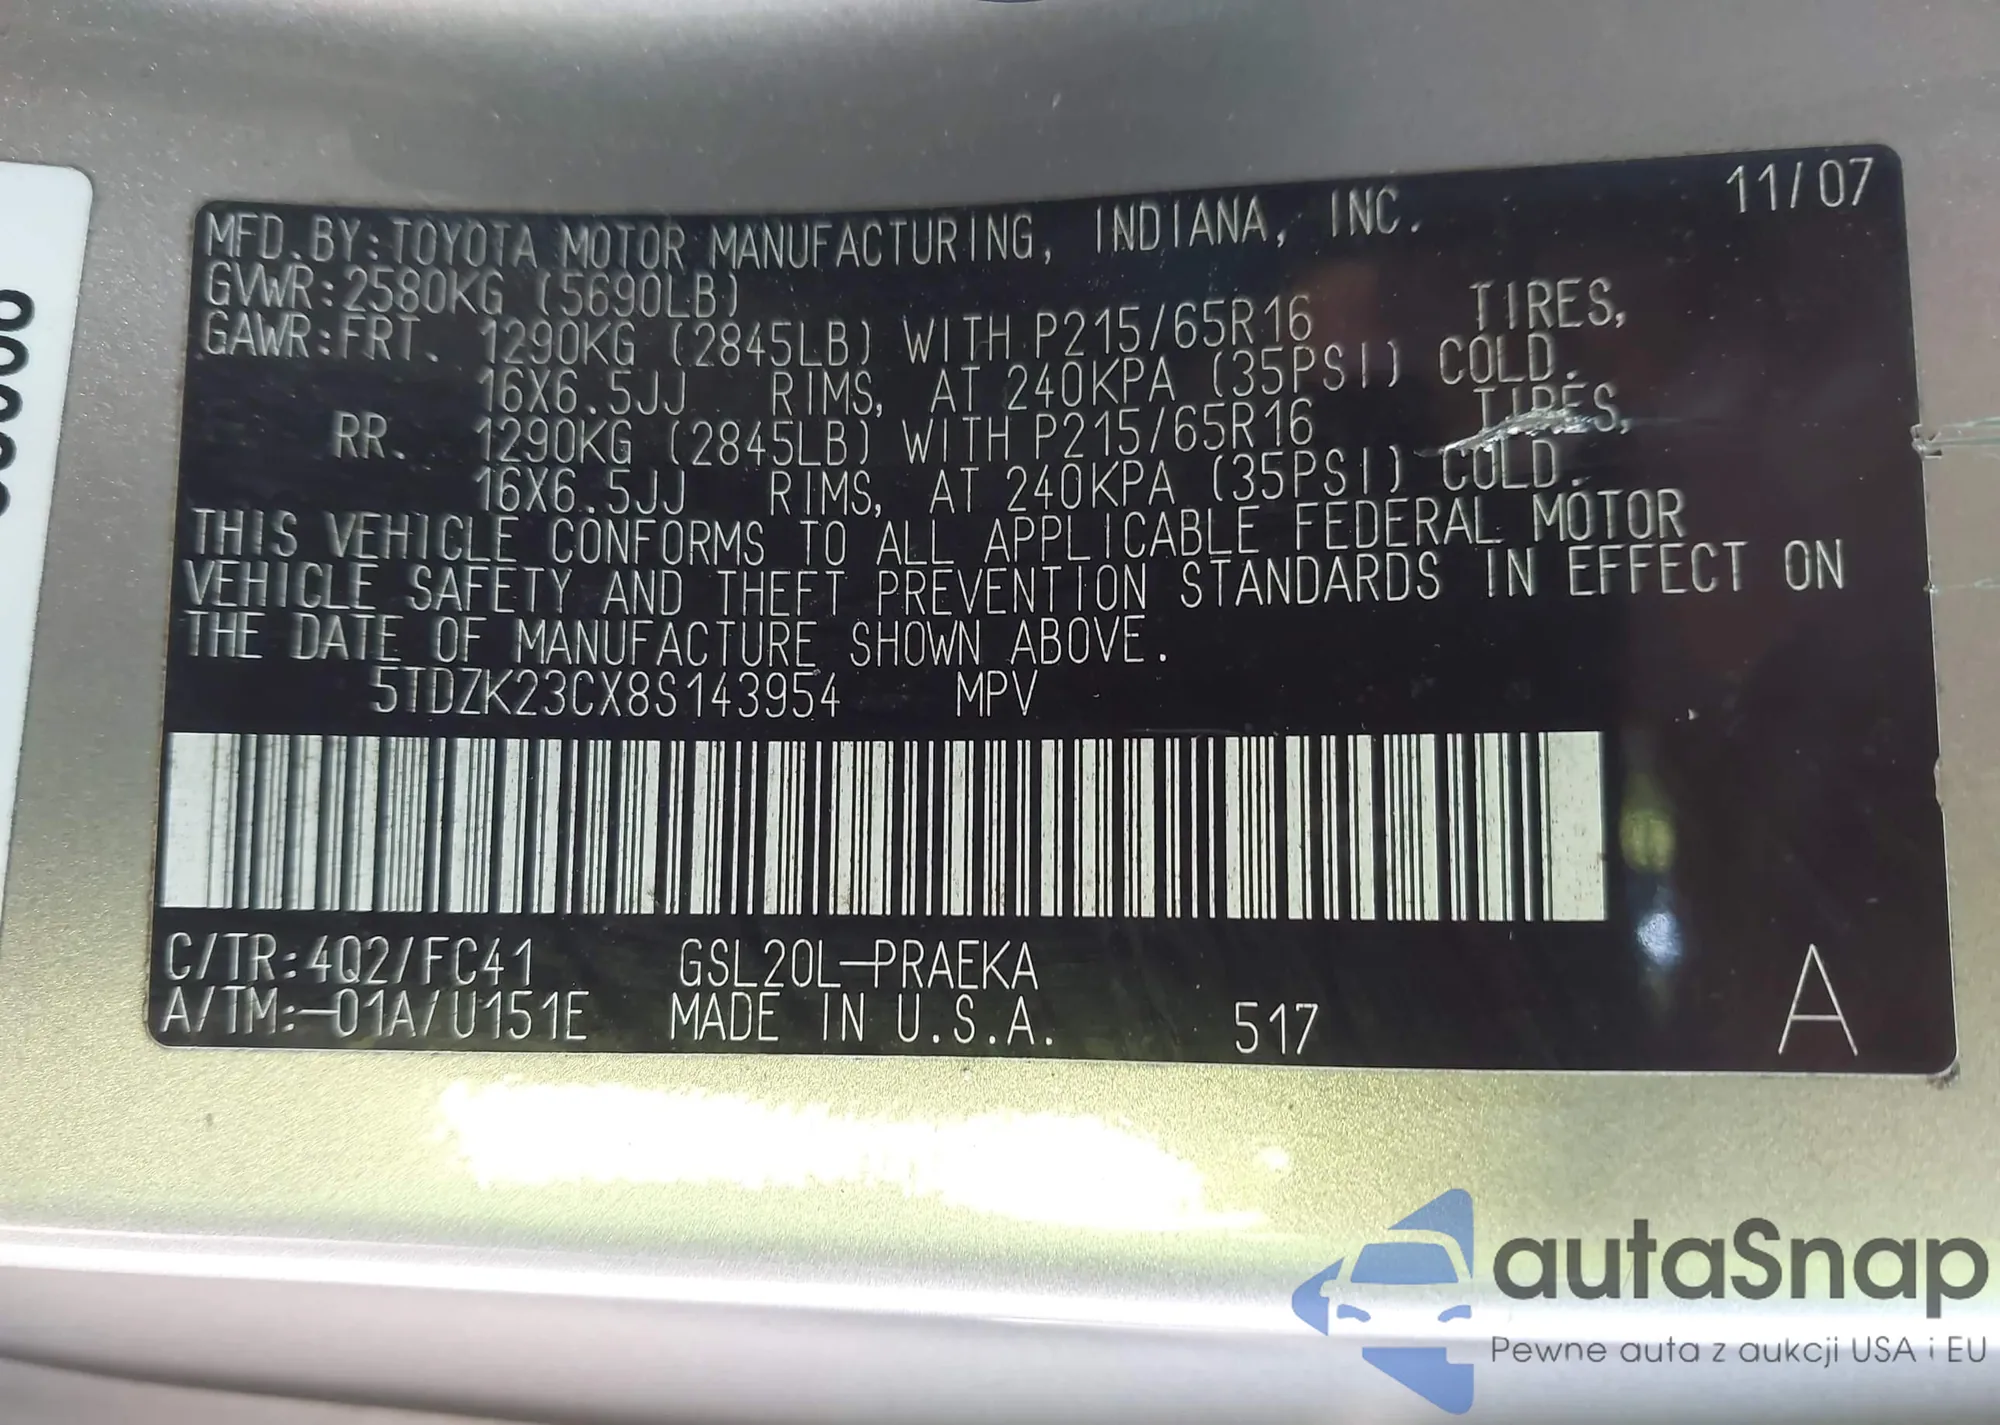 11/07
MFD. BY: TOYOTA MOTOR MANUFACTURING, INDIANA, INC.
GVWR: 2580KG (5690LB)
GAWR: FRT. 1290KG (2845LB) WITH P215/65R16 TIRES,
16X6.5JJ RIMS, AT 240KPA (35PSI) COLD.
RR. 1290KG (2845LB) WITH P215/65R16 TIRES,
16X6.5JJ RIMS, AT 240KPA (35PSI) COLD.
THIS VEHICLE CONFORMS TO ALL APPLICABLE FEDERAL MOTOR
VEHICLE SAFETY AND THEFT PREVENTION STANDARDS IN EFFECT ON
THE DATE OF MANUFACTURE SHOWN ABOVE.
5TDZK23CX8S143954 MPV
C/TR: 4Q2/FC41 GSL20L-PRAEKA
A/TM: -01A/U151E MADE IN U.S.A. 517 A
autaSnap
Pewne auta z aukcji USA i EU